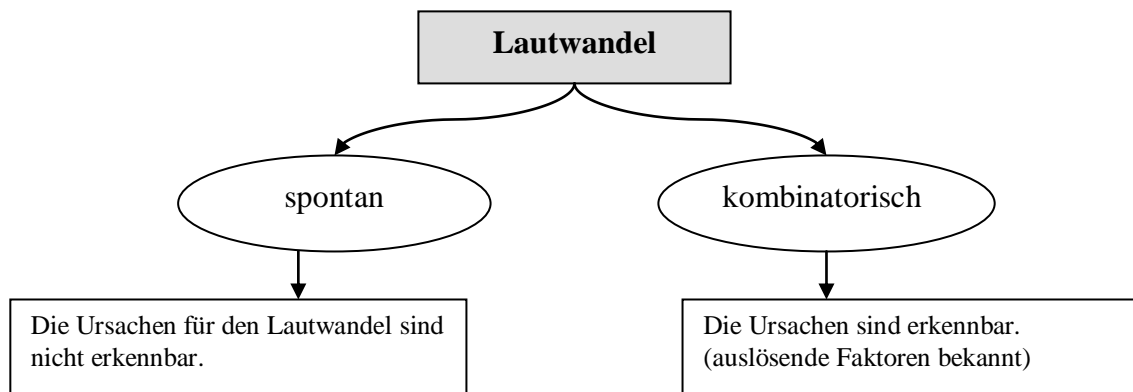 Lautwandel
spontan
kombinatorisch
Die Ursachen für den Lautwandel sind
nicht erkennbar.
Die Ursachen sind erkennbar.
(auslösende Faktoren bekannt)